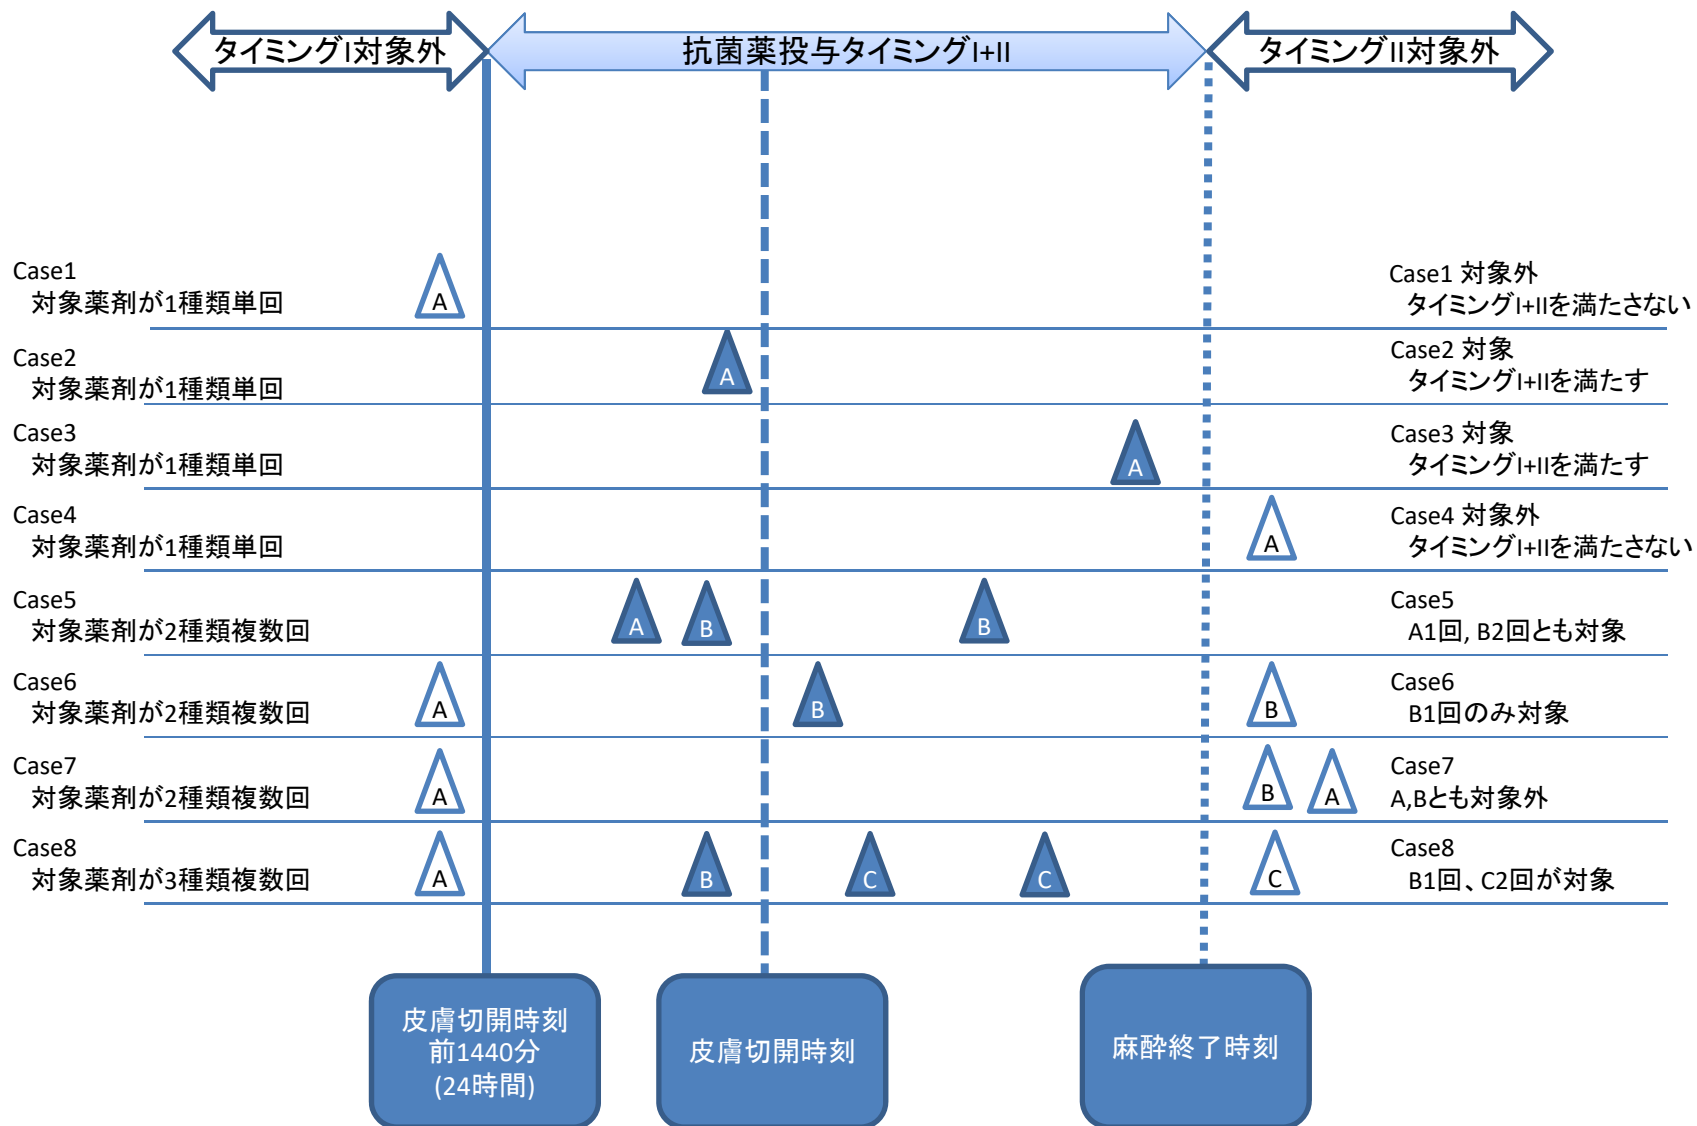 タイミングI対象外
抗菌薬投与タイミングI+II
タイミングII対象外
Case1
対象薬剤が1種類単回
A
Case1 対象外
タイミングI+IIを満たさない
Case2
対象薬剤が1種類単回
A
Case2 対象
タイミングI+IIを満たす
Case3
対象薬剤が1種類単回
A
Case3 対象
タイミングI+IIを満たす
Case4
対象薬剤が1種類単回
A
Case4 対象外
タイミングI+IIを満たさない
Case5
対象薬剤が2種類複数回
A
B
B
Case5
A1回, B2回とも対象
Case6
対象薬剤が2種類複数回
A
B
B
Case6
B1回のみ対象
Case7
対象薬剤が2種類複数回
A
B
A
Case7
A,Bとも対象外
Case8
対象薬剤が3種類複数回
A
B
C
C
C
Case8
B1回、C2回が対象
皮膚切開時刻
前1440分
(24時間)
皮膚切開時刻
麻酔終了時刻